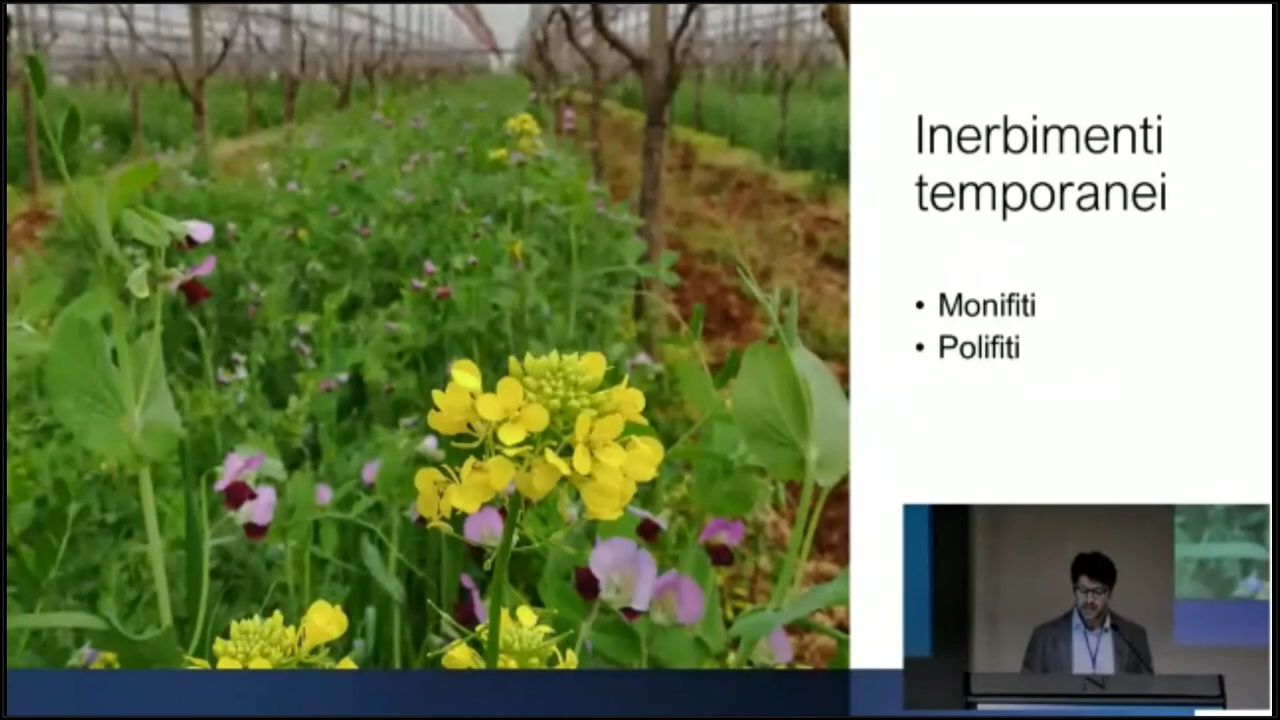 Inerbimenti
temporanei
• Monifiti
• Polifiti